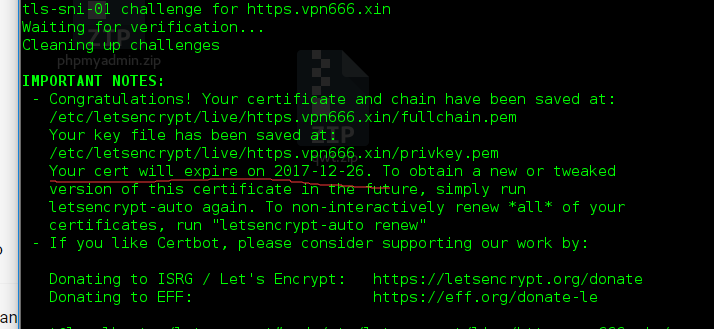 tls-sni-01 challenge for https.vpn666.xin
Waiting for verification...
Cleaning up challenges
phpmyadmin.zip
IMPORTANT NOTES:
- Congratulations! Your certificate and chain have been saved at:
/etc/letsencrypt/live/https.vpn666.xin/fullchain.pem
Your key file has been saved at:
/etc/letsencrypt/live/https.vpn666.xin/privkey.pem
Your cert will expire on 2017-12-26. To obtain a new or tweaked
version of this certificate in the future, simply run
letsencrypt-auto again. To non-interactively renew *all* of your
certificates, run "letsencrypt-auto renew"
- If you like Certbot, please consider supporting our work by:
Donating to ISRG / Let's Encrypt: https://letsencrypt.org/donate
Donating to EFF: https://eff.org/donate-le